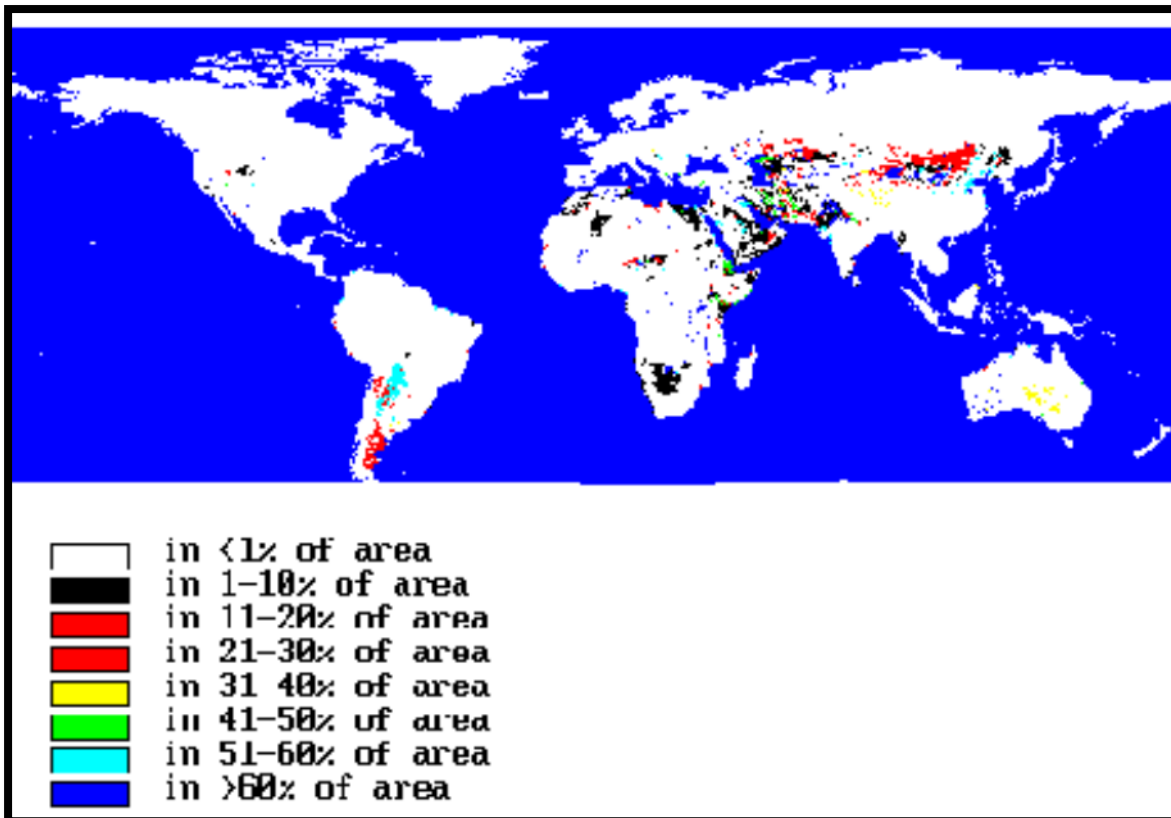 in <1% of area
in 1-10% of area
in 11-20% of area
in 21-30% of area
in 31 40% of area
in 41-50% of area
in 51-60% of area
in >60% of area